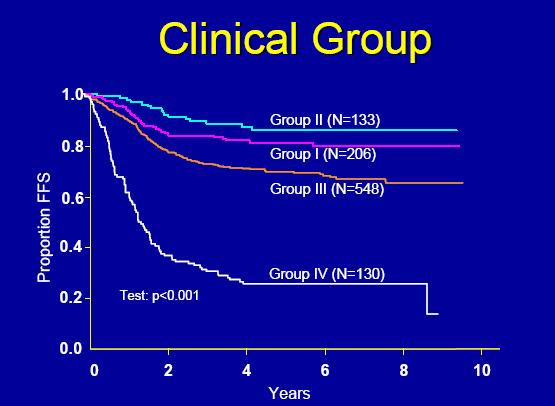 Clinical Group
Proportion FFS
1.0
0.8
0.6
0.4
0.2
0.0
Group II (N=133)
Group I (N=206)
Group III (N=548)
Group IV (N=130)
Test: p<0.001
0 2 4 6 8 10
Years